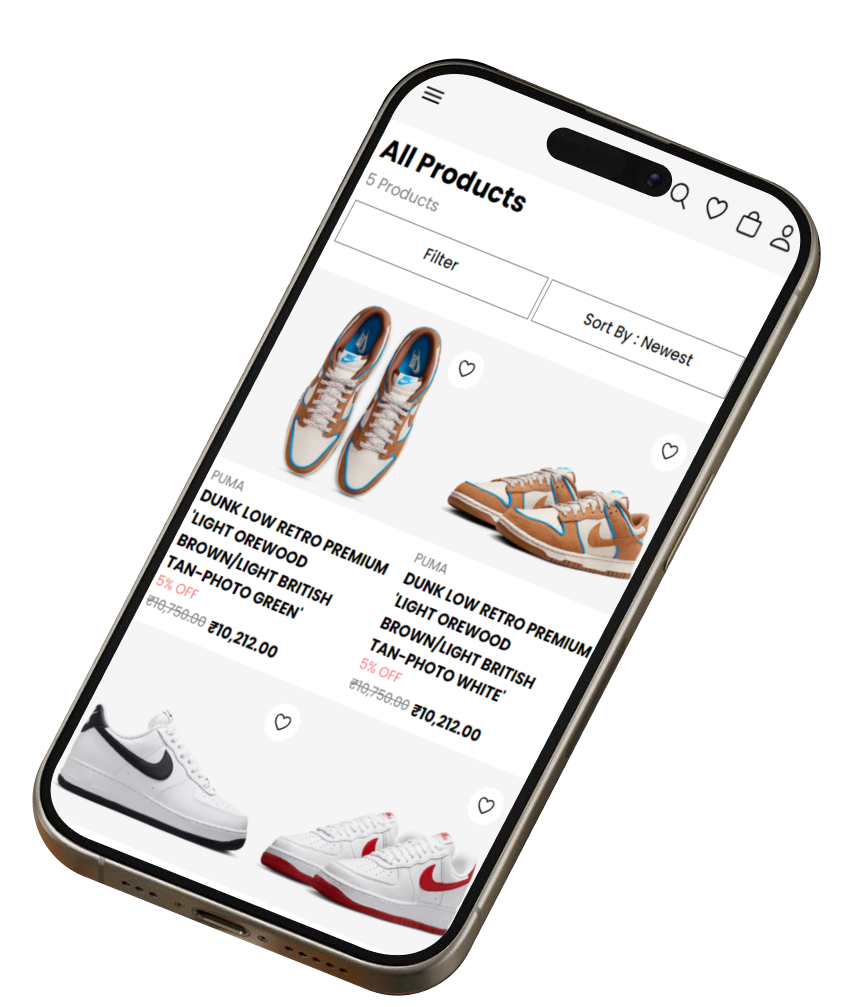 All Products
5 Products
Filter
Sort By : Newest
PUMA
DUNK LOW RETRO PREMIUM
'LIGHT OREWOOD
BROWN/LIGHT BRITISH
TAN-PHOTO GREEN'
5% OFF
₹10,750.00 ₹10,212.00
PUMA
DUNK LOW RETRO PREMIUM
'LIGHT OREWOOD
BROWN/LIGHT BRITISH
TAN-PHOTO WHITE'
5% OFF
₹10,750.00 ₹10,212.00